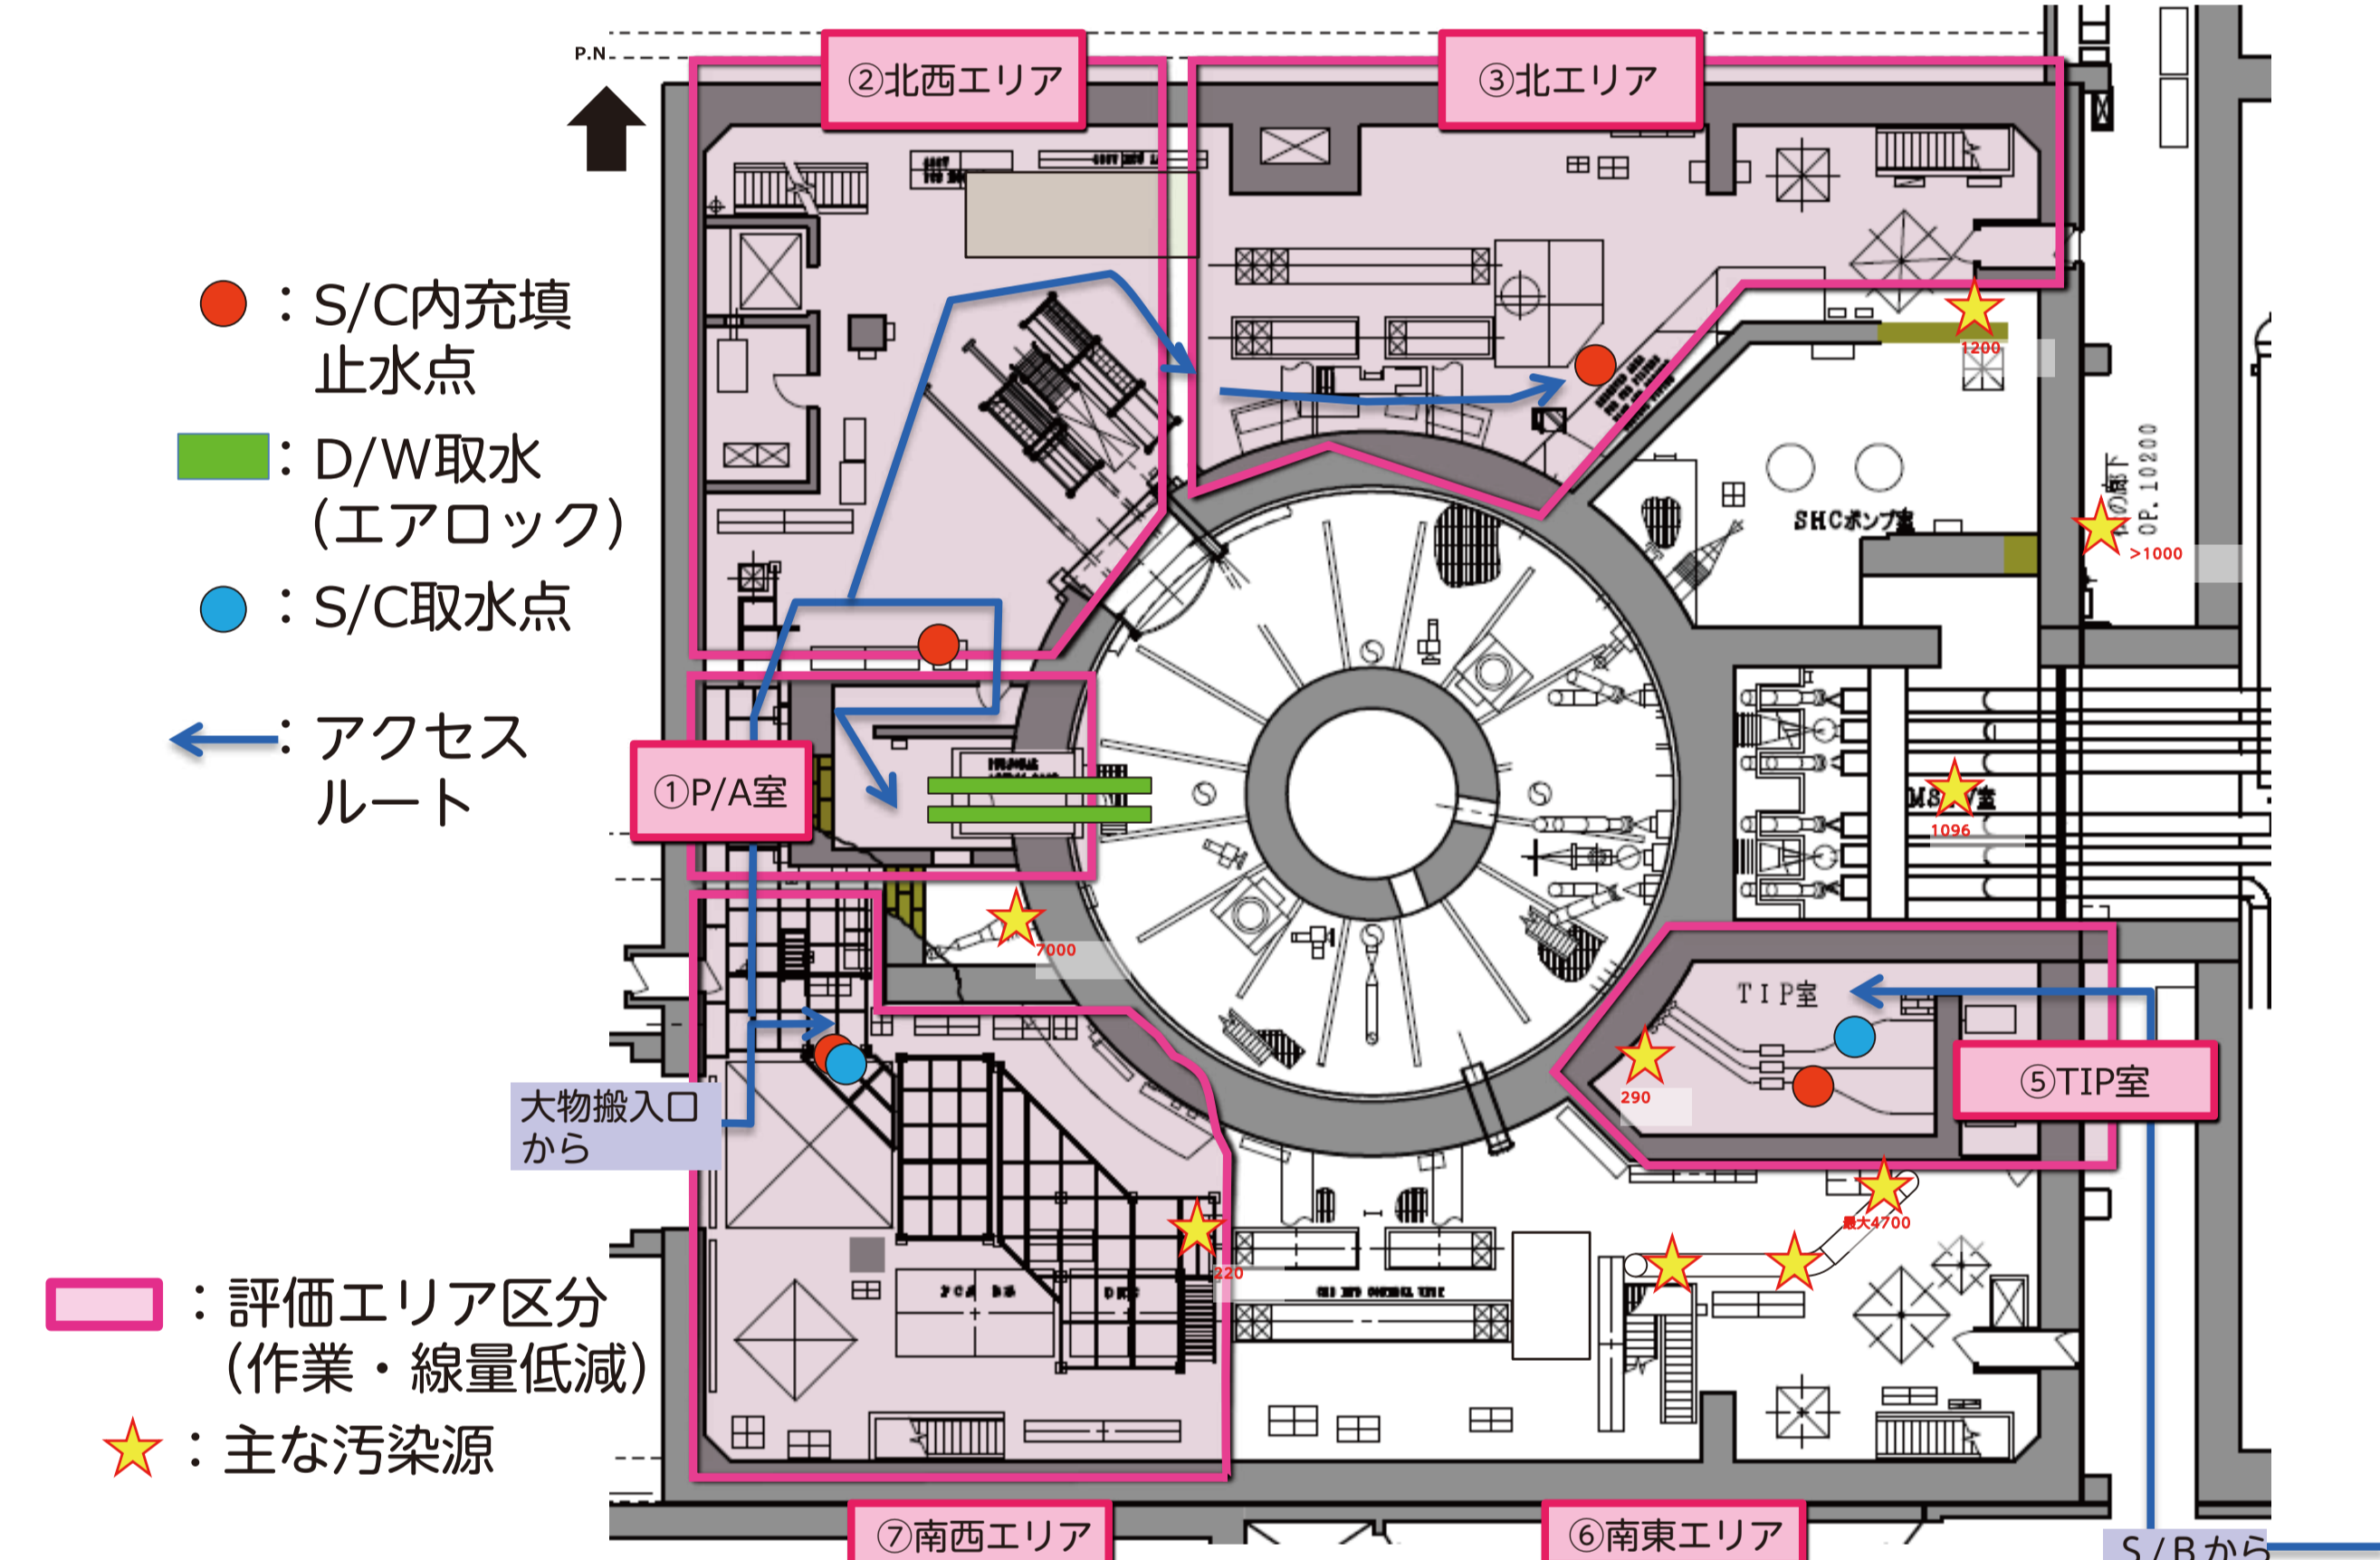 P.N
②北西エリア
③北エリア
：S/C内充填
止水点
：D/W取水
（エアロック）
：S/C取水点
：アクセス
ルート
1200
SHCポンプ室
OP. 10200
>1000
①P/A室
1096
7000
TIP室
290
⑤TIP室
大物搬入口
から
最大4700
220
：評価エリア区分
（作業・線量低減）
：主な汚染源
⑦南西エリア
⑥南東エリア
S/Bから